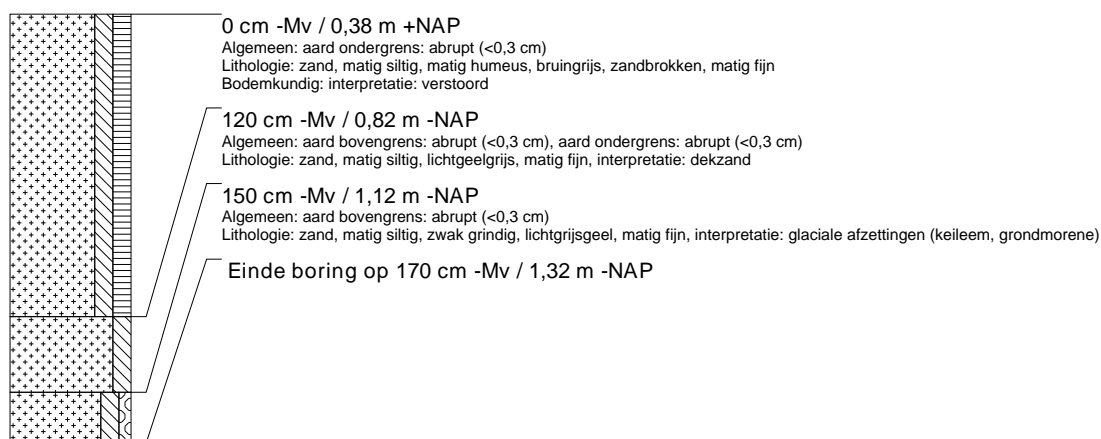 0 cm -Mv / 0,38 m +NAP
Algemeen: aard ondergrens: abrupt (<0,3 cm)
Lithologie: zand, matig siltig, matig humeus, bruingrijs, zandbrokken, matig fijn
Bodemkundig: interpretatie: verstoord
120 cm -Mv / 0,82 m -NAP
Algemeen: aard bovengrens: abrupt (<0,3 cm), aard ondergrens: abrupt (<0,3 cm)
Lithologie: zand, matig siltig, lichtgeelgrijs, matig fijn, interpretatie: dekzand
150 cm -Mv / 1,12 m -NAP
Algemeen: aard bovengrens: abrupt (<0,3 cm)
Lithologie: zand, matig siltig, zwak grindig, lichtgrijsgeel, matig fijn, interpretatie: glaciale afzettingen (keileem, grondmorene)
Einde boring op 170 cm -Mv / 1,32 m -NAP